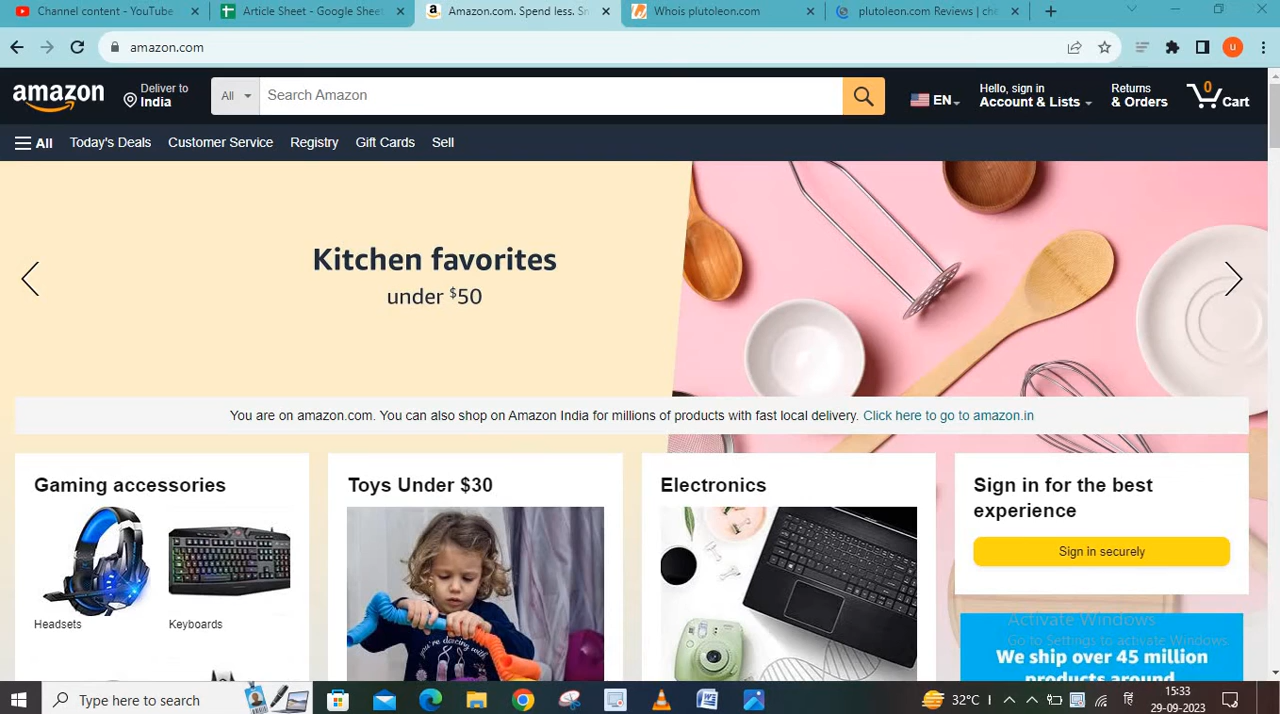 Channel content - YouTube
Article Sheet - Google Sheet
Amazon.com. Spend less. Sm
Whois plutoleon.com
plutoleon.com Reviews | che
amazon.com
u
amazon
Deliver to
India
All
Search Amazon
EN
Hello, sign in
Account & Lists
Returns
& Orders
0
Cart
All
Today's Deals
Customer Service
Registry
Gift Cards
Sell
Kitchen favorites
under $50
You are on amazon.com. You can also shop on Amazon India for millions of products with fast local delivery. Click here to go to amazon.in
Gaming accessories
Headsets
Keyboards
Toys Under $30
you're dancing
with
Electronics
Sign in for the best
experience
Sign in securely
Activate Windows
Go to Settings to activate Windows.
We ship over 45 million
products around
Type here to search
32°C
15:33
29-09-2023